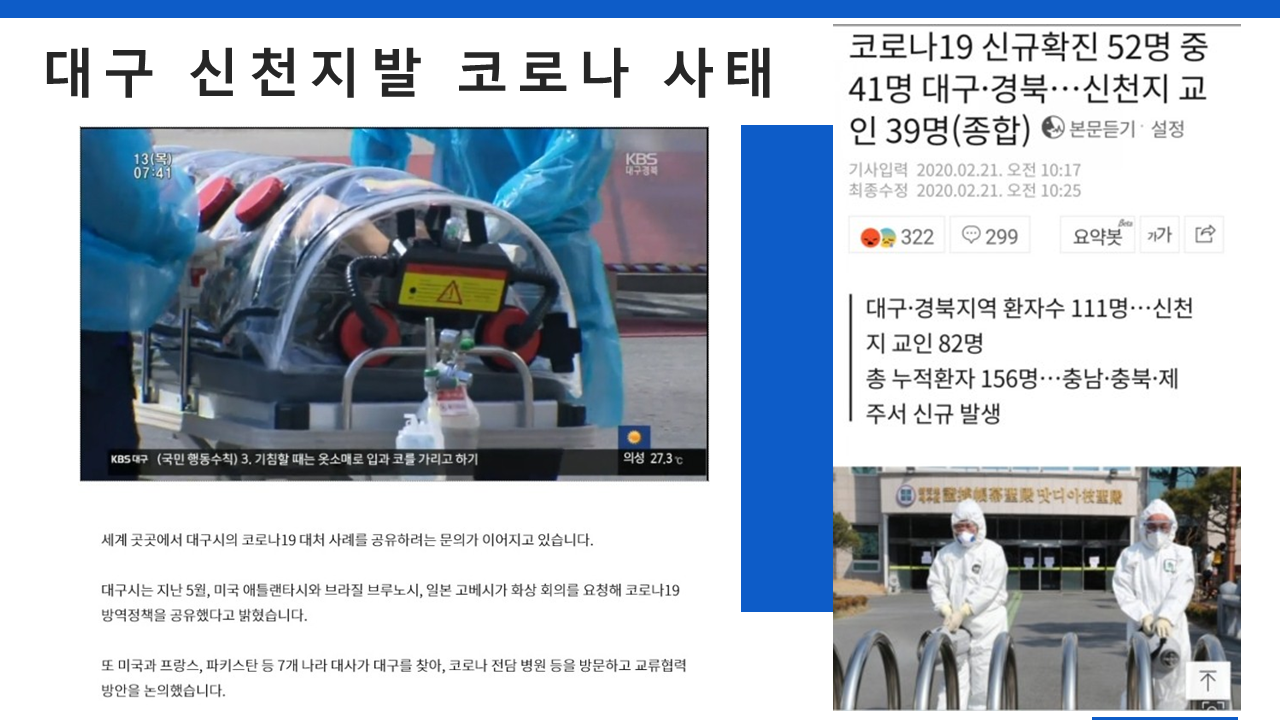 대구 신천지발 코로나 사태
13(목)
07:41
KBS
대구경북
KBS대구 (국민 행동수칙) 3. 기침할 때는 옷소매로 입과 코를 가리고 하기
의성 27.3℃
세계 곳곳에서 대구시의 코로나19 대처 사례를 공유하려는 문의가 이어지고 있습니다.
대구시는 지난 5월, 미국 애틀랜타시와 브라질 브루노시, 일본 고베시가 화상 회의를 요청해 코로나19
방역정책을 공유했다고 밝혔습니다.
또 미국과 프랑스, 파키스탄 등 7개 나라 대사가 대구를 찾아, 코로나 전담 병원 등을 방문하고 교류협력
방안을 논의했습니다.
코로나19 신규확진 52명 중
41명 대구·경북…신천지 교
인 39명(종합) 본문듣기 · 설정
기사입력 2020.02.21. 오전 10:17
최종수정 2020.02.21. 오전 10:25
322 299 요약봇 Beta 가가
대구·경북지역 환자수 111명…신천
지 교인 82명
총 누적환자 156명…충남·충북·제
주서 신규 발생
맛디아 聖殿